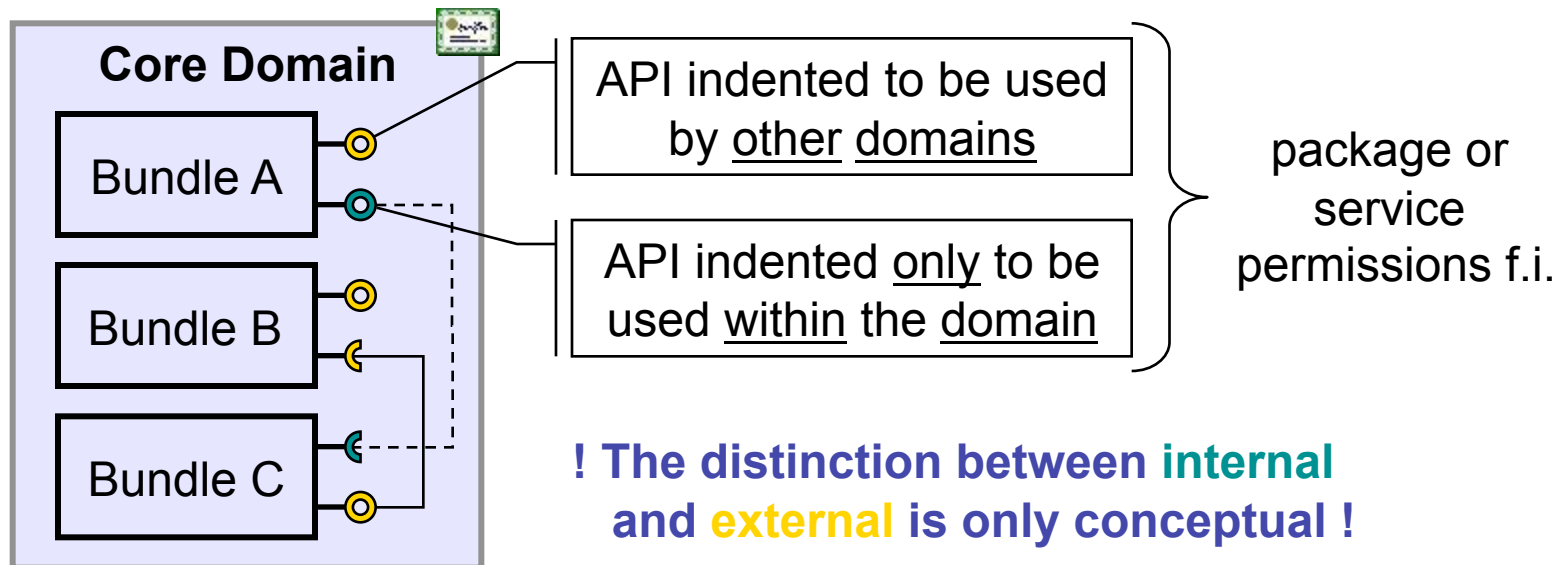 Core Domain
Bundle A
Bundle B
Bundle C
API indented to be used
by other domains
API indented only to be
used within the domain
package or
service
permissions f.i.
! The distinction between internal
and external is only conceptual !